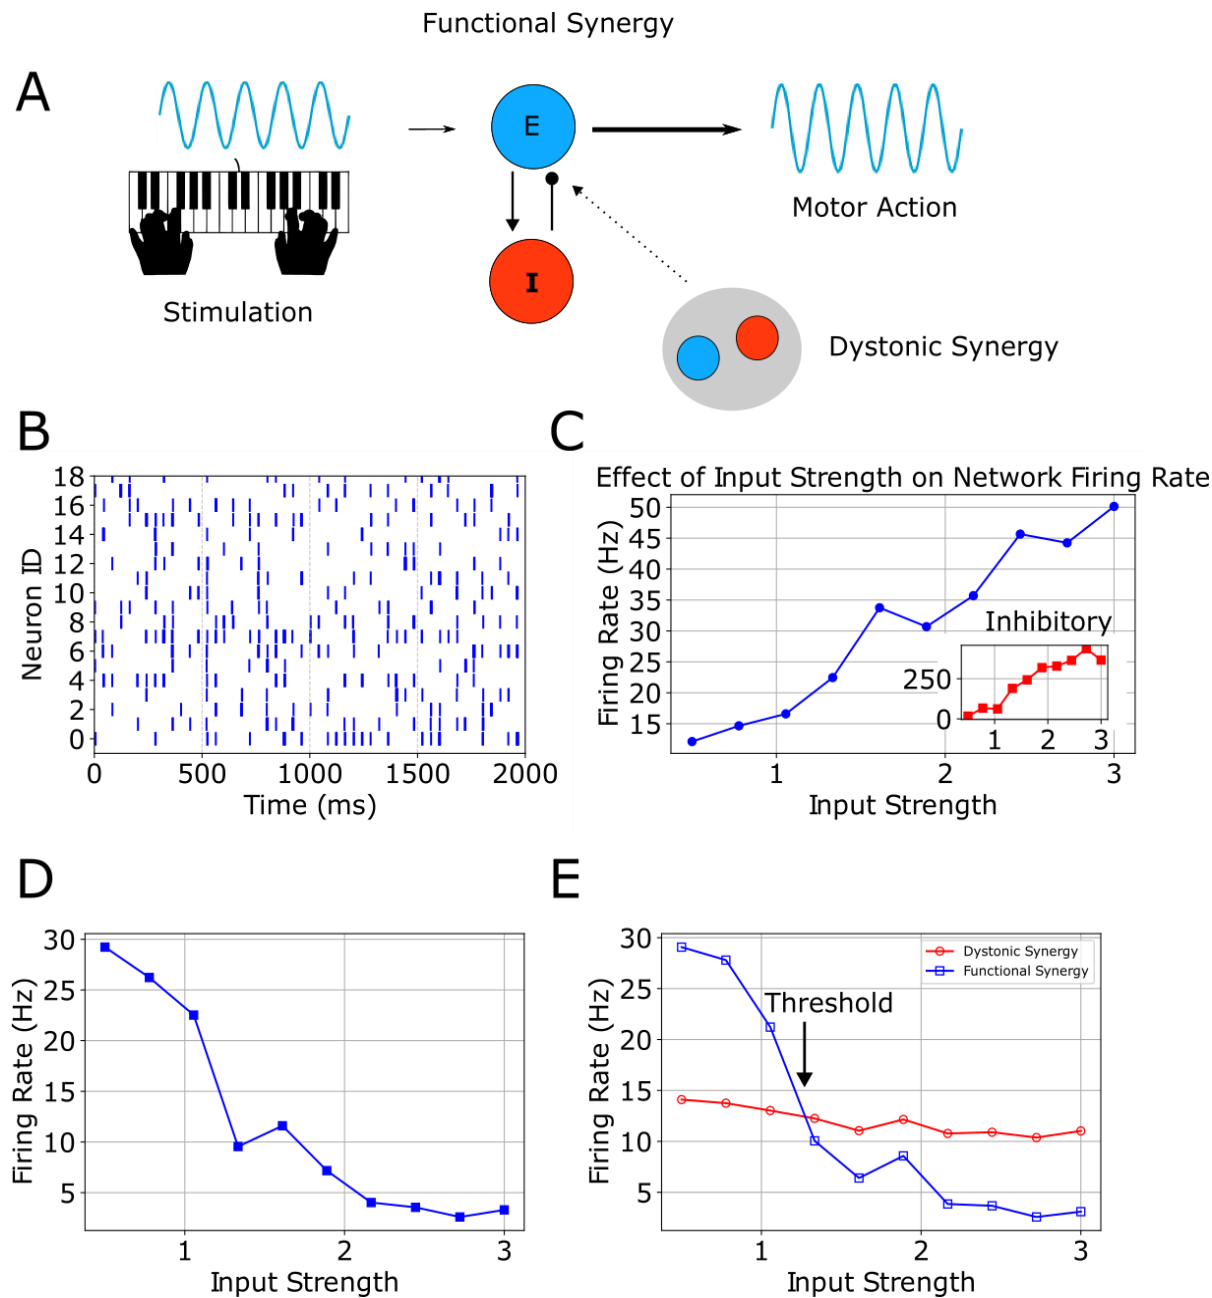 Functional Synergy
A
E
I
Stimulation
Motor Action
Dystonic Synergy
B
18
16
14
12
10
8
6
4
2
0
Neuron ID
0 500 1000 1500 2000
Time (ms)
C
Effect of Input Strength on Network Firing Rate
50
45
40
35
30
25
20
15
Firing Rate (Hz)
Inhibitory
250
0
1 2 3
1 2 3
Input Strength
D
30
25
20
15
10
5
Firing Rate (Hz)
1 2 3
Input Strength
E
30
25
20
15
10
5
Firing Rate (Hz)
Dystonic Synergy
Functional Synergy
Threshold
1 2 3
Input Strength